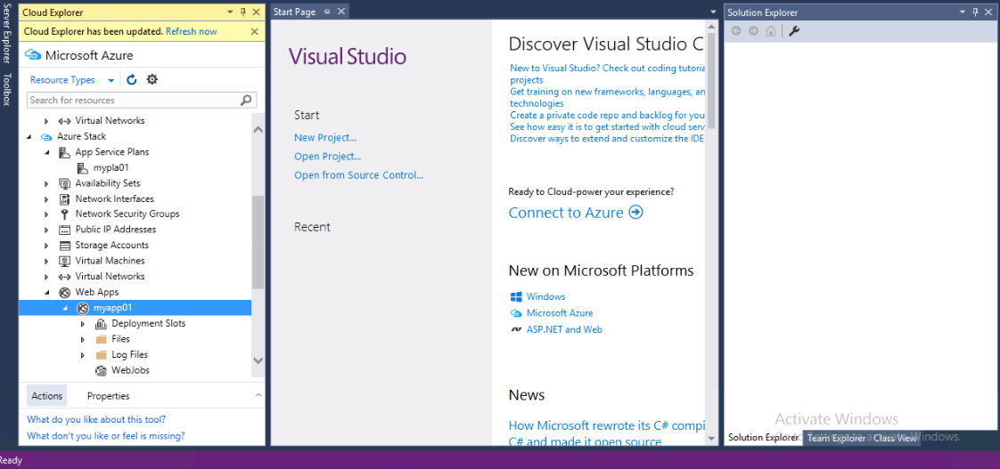 Server Explorer
Toolbox
Cloud Explorer
Cloud Explorer has been updated. Refresh now
Microsoft Azure
Resource Types
Search for resources
Virtual Networks
Azure Stack
App Service Plans
mypla01
Availability Sets
Network Interfaces
Network Security Groups
Public IP Addresses
Storage Accounts
Virtual Machines
Virtual Networks
Web Apps
myapp01
Deployment Slots
Files
Log Files
WebJobs
Actions Properties
What do you like about this tool?
What don't you like or feel is missing?
Ready
Start Page
Visual Studio
Start
New Project...
Open Project...
Open from Source Control...
Recent
Discover Visual Studio C
New to Visual Studio? Check out coding tutoria
projects
Get training on new frameworks, languages, an
technologies
Create a private code repo and backlog for you
See how easy it is to get started with cloud serv
Discover ways to extend and customize the IDE
Ready to Cloud-power your experience?
Connect to Azure
New on Microsoft Platforms
Windows
Microsoft Azure
ASP.NET and Web
News
How Microsoft rewrote its C# compi
C# and made it open source
Solution Explorer
Activate Windows
Go to Settings to activate Windows.
Solution Explorer Team Explorer Class View